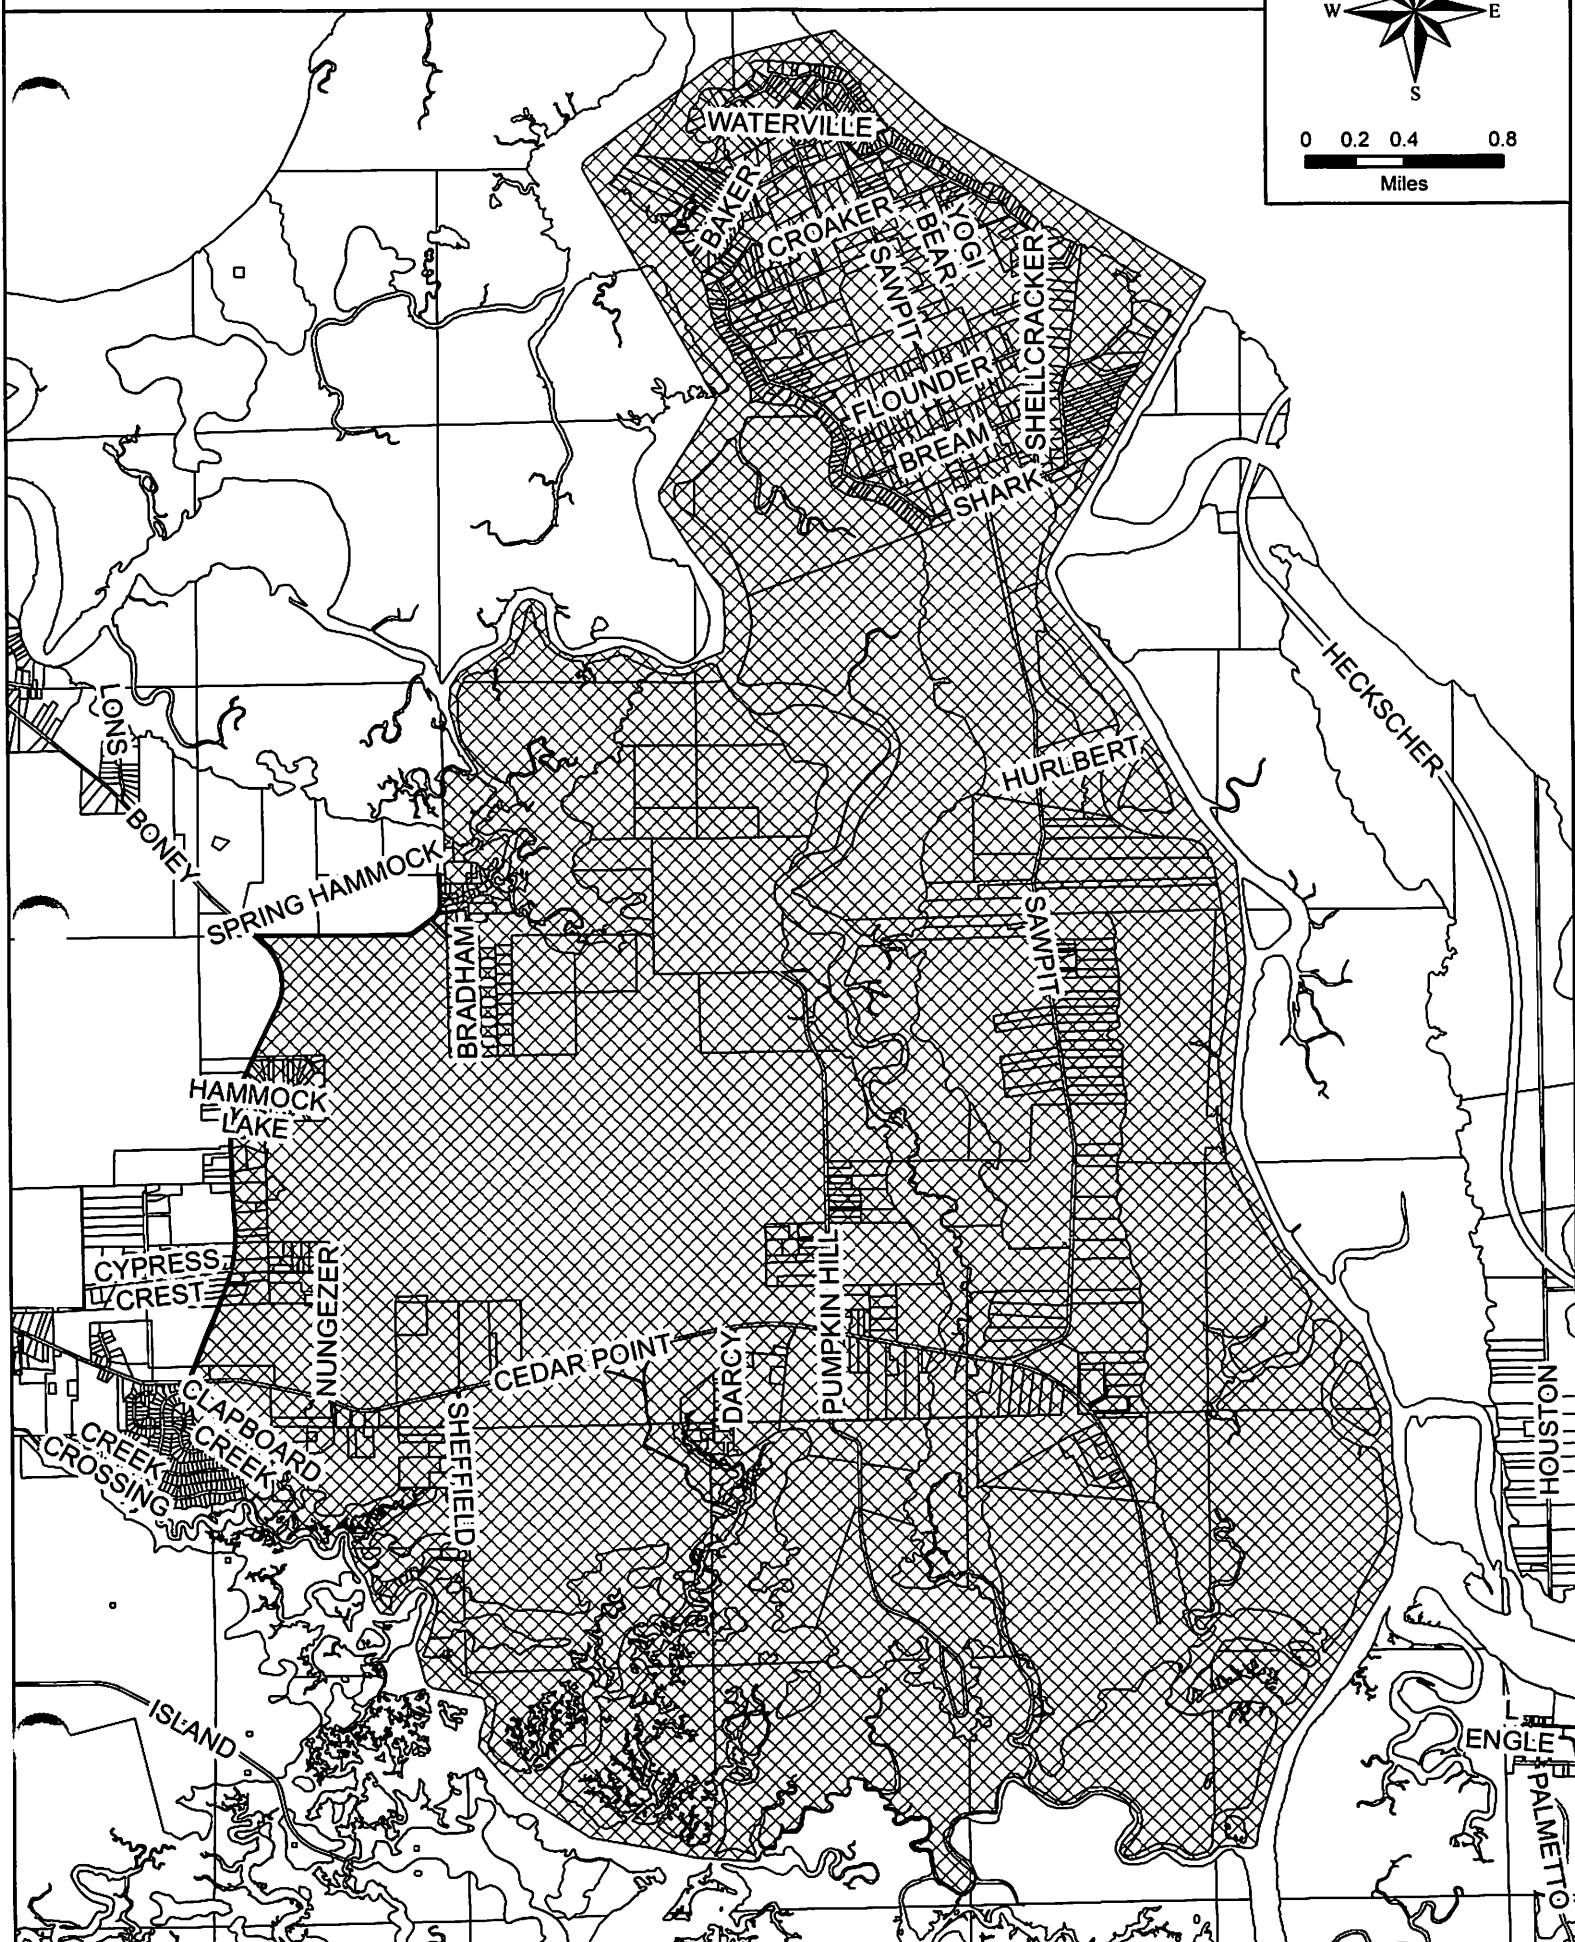 W E
S
0 0.2 0.4 0.8
Miles
WATERVILLE
BAKER
CROAKER
YOGI
BEAR
SAWPIT
SHELLCRACKER
FLOUNDER
BREAM
SHARK
HECKSCHER
LONS
HURLBERT
BONEY
SPRING HAMMOCK
SAWPIT
BRADHAM
HAMMOCK
LAKE
CYPRESS
CREST
NUNGEZER
PUMPKIN HILL
CEDAR POINT
DARCY
HOUSTON
CLAPBOARD
CREEK
CREEK
CROSSING
SHEFFIELD
ISLAND
ENGLE
PALMETTO